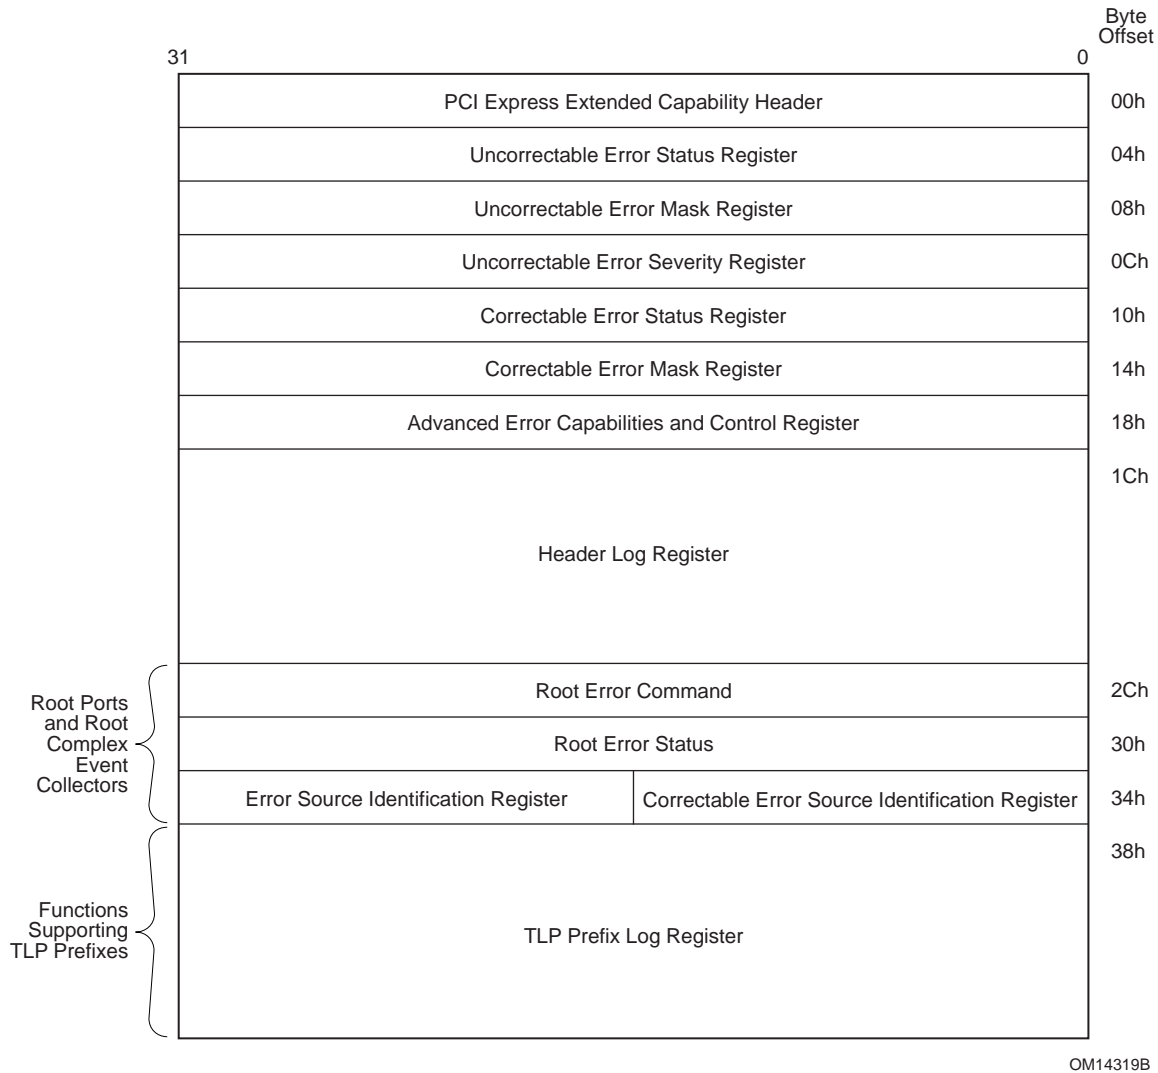 Byte
Offset
31 0
PCI Express Extended Capability Header 00h
Uncorrectable Error Status Register 04h
Uncorrectable Error Mask Register 08h
Uncorrectable Error Severity Register 0Ch
Correctable Error Status Register 10h
Correctable Error Mask Register 14h
Advanced Error Capabilities and Control Register 18h
1Ch
Header Log Register
Root Ports
and Root
Complex
Event
Collectors
Root Error Command 2Ch
Root Error Status 30h
Error Source Identification Register Correctable Error Source Identification Register 34h
38h
Functions
Supporting
TLP Prefixes
TLP Prefix Log Register
OM14319B